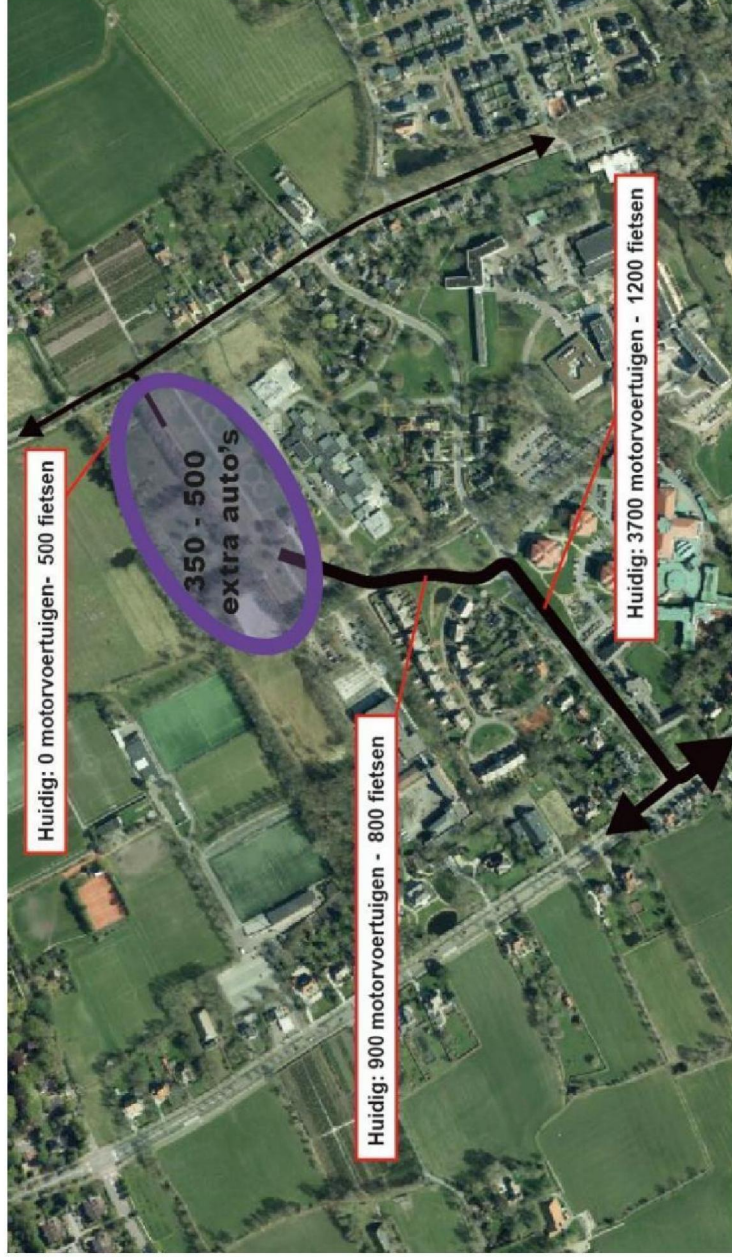 Huidig: 0 motorvoertuigen- 500 fietsen
350 - 500
extra auto's
Huidig: 900 motorvoertuigen - 800 fietsen
Huidig: 3700 motorvoertuigen - 1200 fietsen